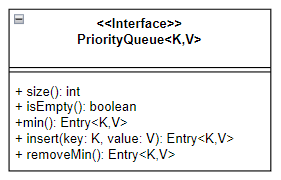 <<Interface>>
PriorityQueue<K,V>
+ size(): int
+ isEmpty(): boolean
+min(): Entry<K,V>
+ insert(key: K, value: V): Entry<K,V>
+ removeMin(): Entry<K,V>